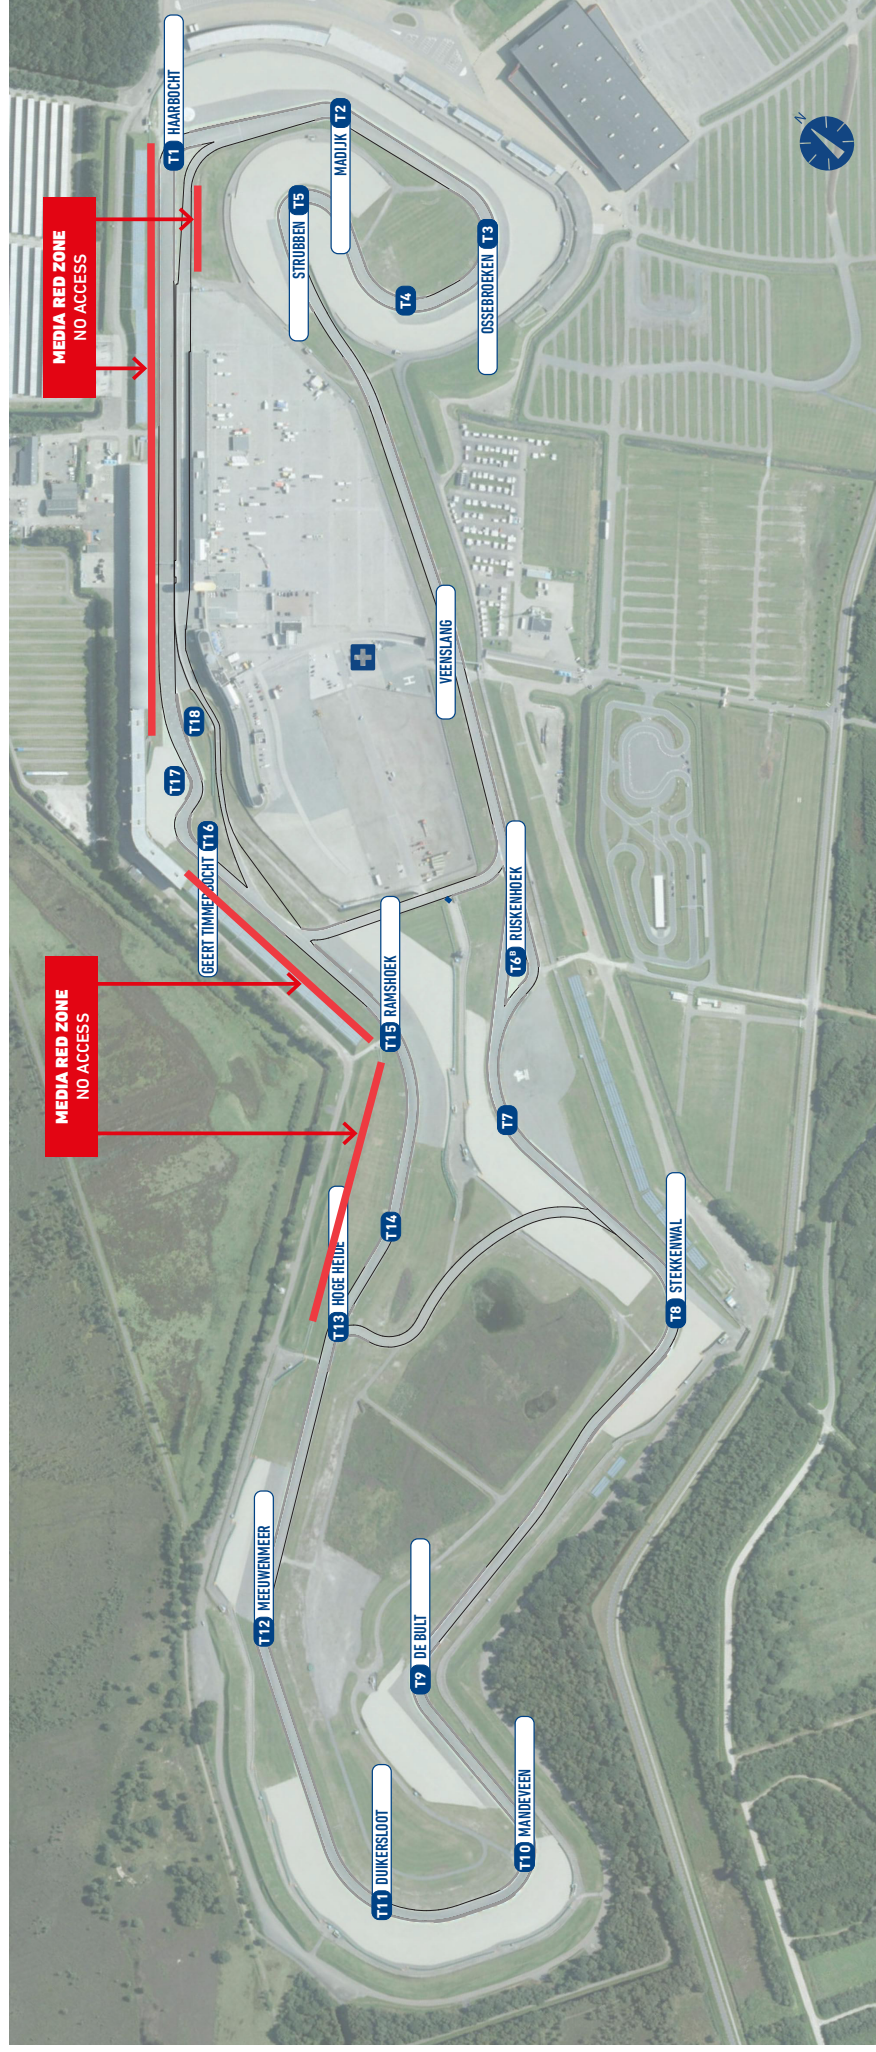 N
T1 HAARBOCHT
T2 MADIJK
T5 STRUBBEN
T3 OSSEBROEKEN
T4
MEDIA RED ZONE
NO ACCESS
VEENSLANG
T18
T17
T16 GEERT TIMMERBOCHT
T6B RUSKENHOEK
T15 RAMSHOEK
MEDIA RED ZONE
NO ACCESS
T7
T14
T13 HOGE HEIDE
T8 STEKKENWAL
T12 MEEUWENMEER
T9 DE BULT
T10 MANDEVEEN
T11 DUIKERSLOOT